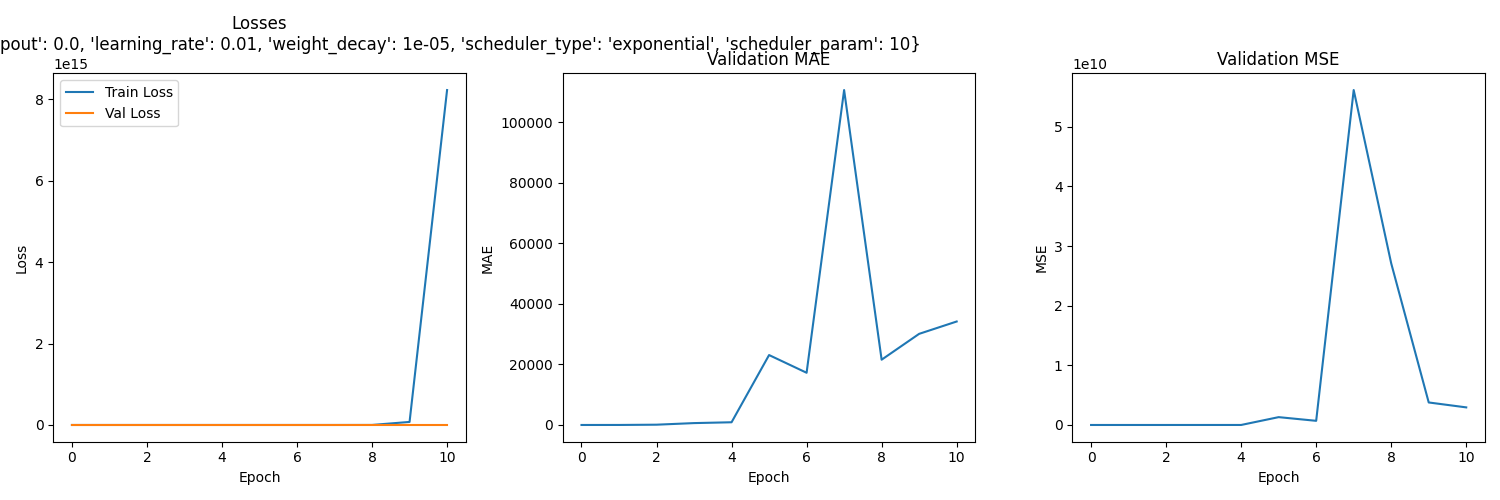 Losses
pout': 0.0, 'learning_rate': 0.01, 'weight_decay': 1e-05, 'scheduler_type': 'exponential', 'scheduler_param': 10}
1e15
Train Loss
Val Loss
8
6
4
2
0
Loss
0 2 4 6 8 10
Epoch
Validation MAE
100000
80000
60000
40000
20000
0
MAE
0 2 4 6 8 10
Epoch
Validation MSE
1e10
5
4
3
2
1
0
MSE
0 2 4 6 8 10
Epoch